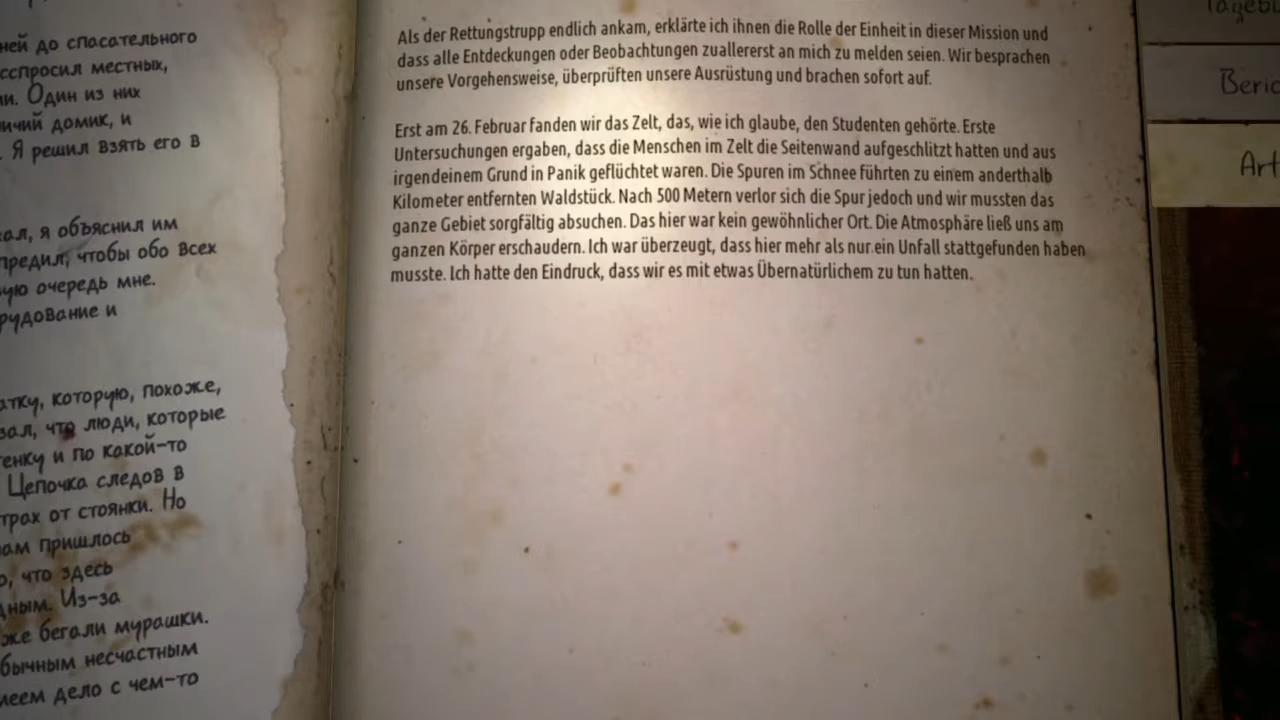 ней до спасательного
сспросил местных,
ми. Один из них
ичий домик, и
. Я решил взять его в
хал, я объяснил им
предил, чтобы обо всех
вую очередь мне.
рудование и
атку, которую, похоже,
зал, что люди, которые
тенку и по какой-то
Цепочка следов в
трах от стоянки. Но
нам пришлось
о, что здесь
дным. Из-за
же бегали мурашки.
обычным несчастным
имеем дело с чем-то
Als der Rettungstrupp endlich ankam, erklärte ich ihnen die Rolle der Einheit in dieser Mission und
dass alle Entdeckungen oder Beobachtungen zuallererst an mich zu melden seien. Wir besprachen
unsere Vorgehensweise, überprüften unsere Ausrüstung und brachen sofort auf.
Erst am 26. Februar fanden wir das Zelt, das, wie ich glaube, den Studenten gehörte. Erste
Untersuchungen ergaben, dass die Menschen im Zelt die Seitenwand aufgeschlitzt hatten und aus
irgendeinem Grund in Panik geflüchtet waren. Die Spuren im Schnee führten zu einem anderthalb
Kilometer entfernten Waldstück. Nach 500 Metern verlor sich die Spur jedoch und wir mussten das
ganze Gebiet sorgfältig absuchen. Das hier war kein gewöhnlicher Ort. Die Atmosphäre ließ uns am
ganzen Körper erschaudern. Ich war überzeugt, dass hier mehr als nur ein Unfall stattgefunden haben
musste. Ich hatte den Eindruck, dass wir es mit etwas Übernatürlichem zu tun hatten.
Tagebu
Beric
Art